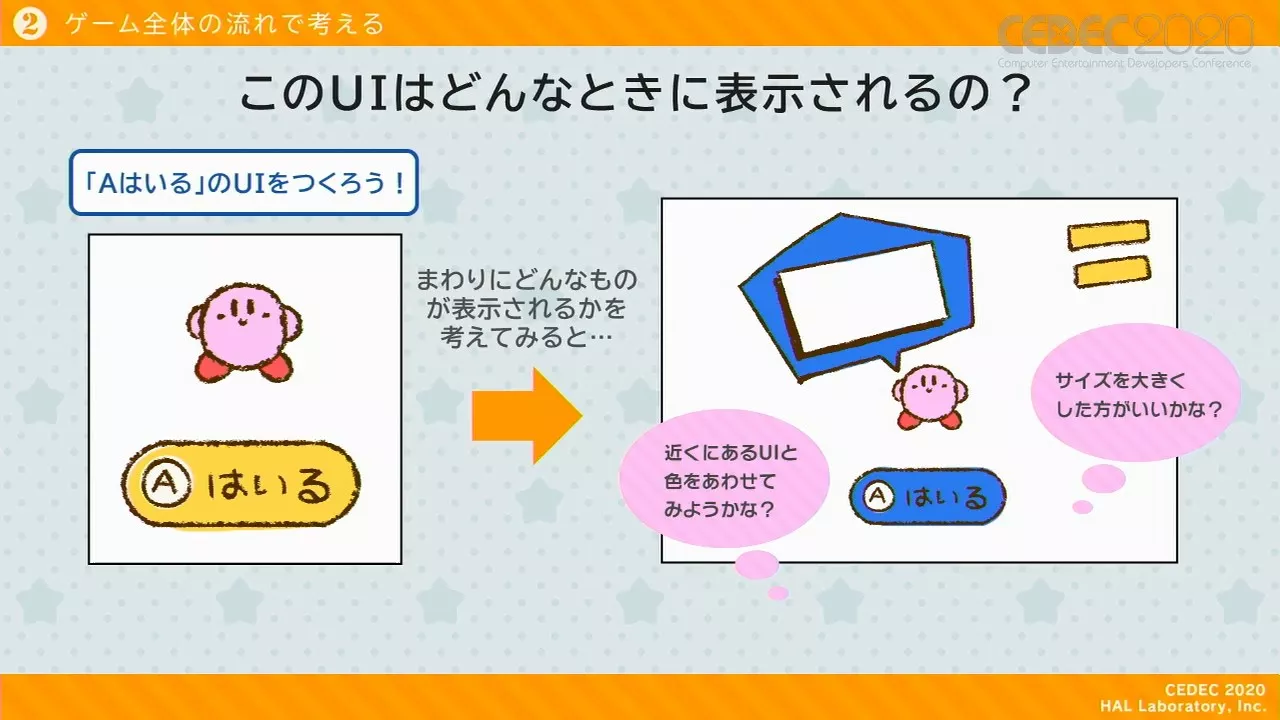 2 ゲーム全体の流れで考える
CEDEC2020
Computer Entertainment Developers Conference
このUIはどんなときに表示されるの？
「Aはいる」のUIをつくろう！
まわりにどんなもの
が表示されるかを
考えてみると…
A はいる
サイズを大きく
した方がいいかな？
近くにあるUIと
色をあわせて
みようかな？
A はいる
CEDEC 2020
HAL Laboratory, Inc.